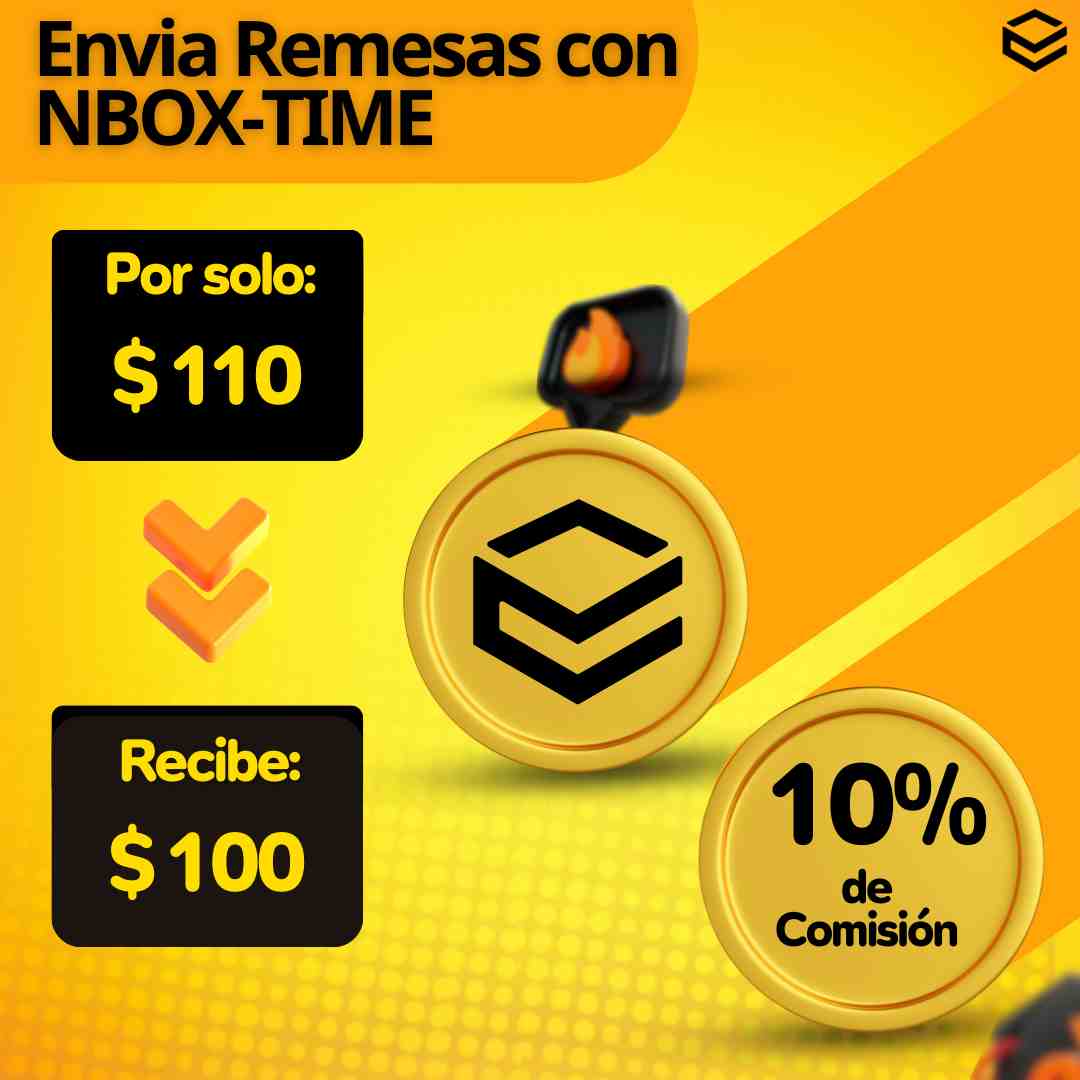 Envia Remesas con
NBOX-TIME
Por solo:
$ 110
Recibe:
$ 100
10%
de
Comisión